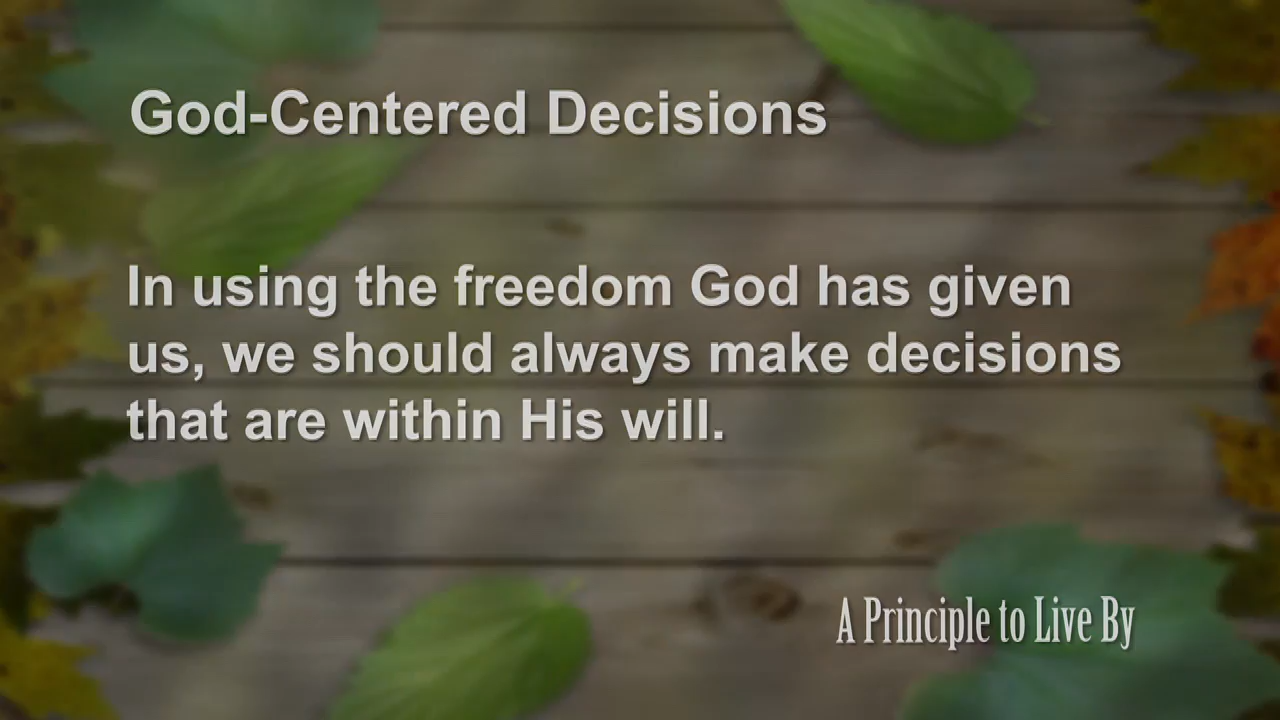 God-Centered Decisions
In using the freedom God has given
us, we should always make decisions
that are within His will.
A Principle to Live By